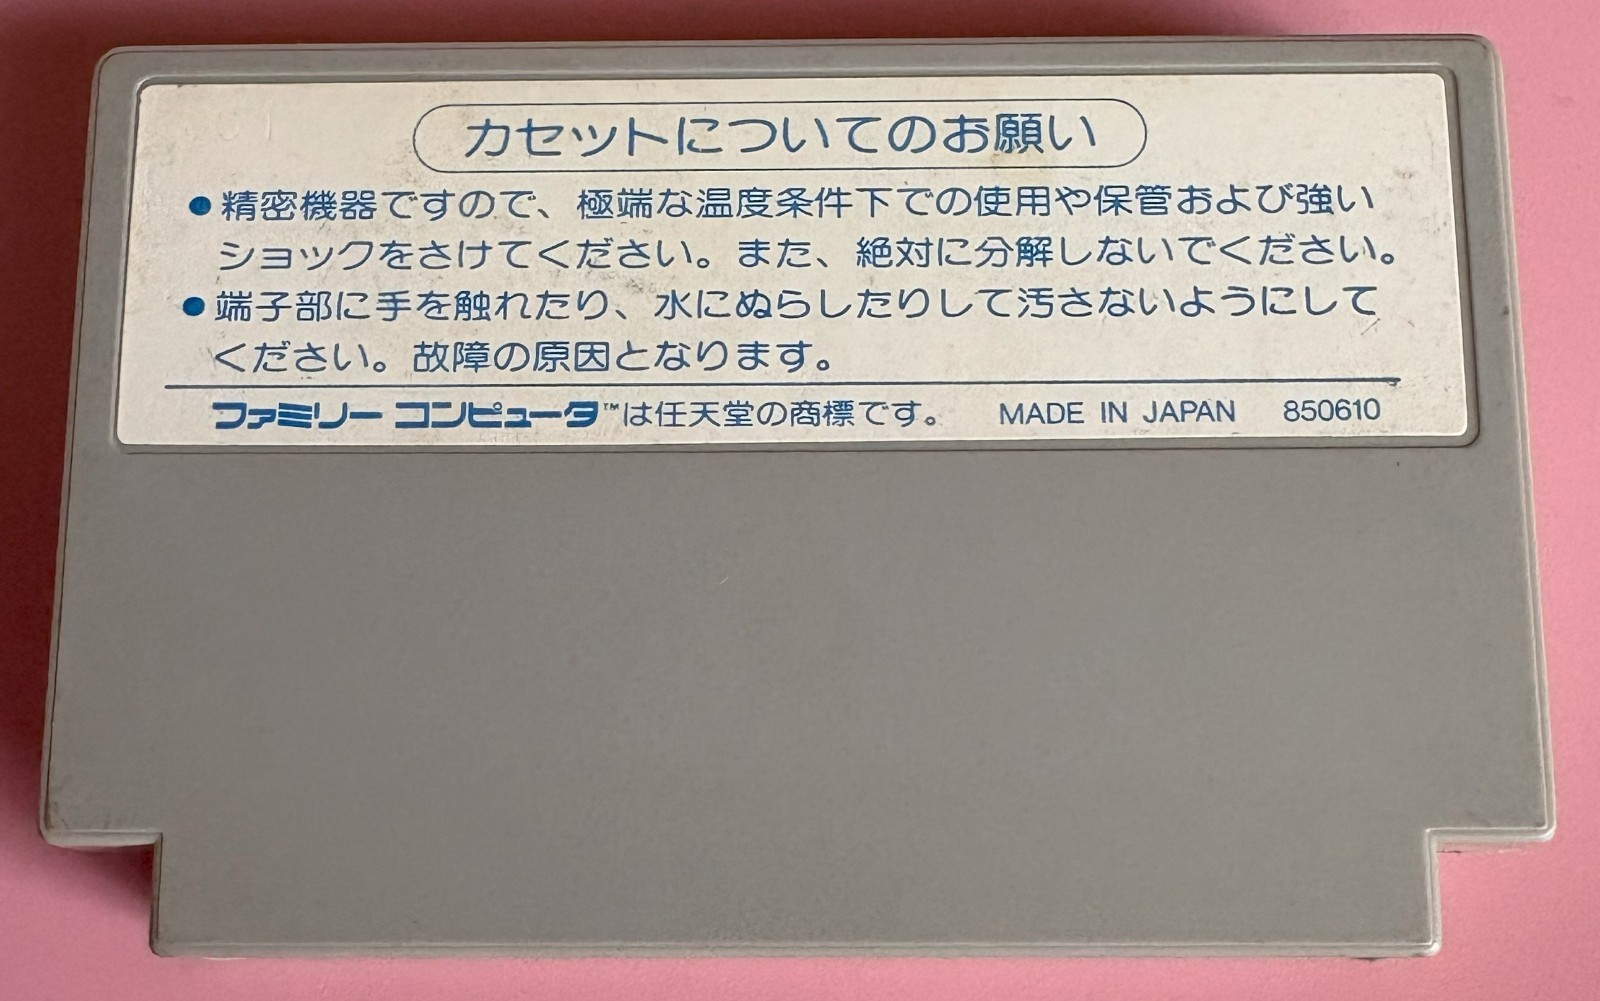 カセットについてのお願い
●精密機器ですので、極端な温度条件下での使用や保管および強い
ショックをさけてください。また、絶対に分解しないでください。
●端子部に手を触れたり、水にぬらしたりして汚さないようにして
ください。故障の原因となります。
ファミリー コンピュータ™は任天堂の商標です。 MADE IN JAPAN 850610